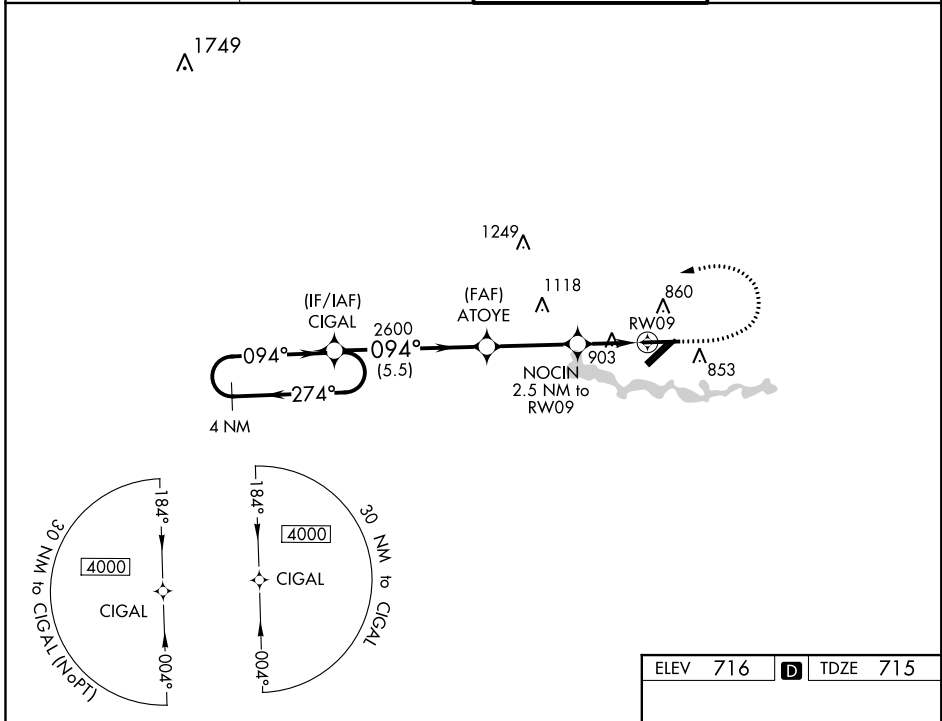 1749
1249
1118
(IF/IAF)
CIGAL
(FAF)
ATOYE
860
RW09
2600
094°
094°
(5.5)
903
853
NOCIN
2.5 NM to
RW09
274°
4 NM
184°
4000
CIGAL
004°
30 NM to CIGAL (NoPT)
184°
4000
CIGAL
004°
30 NM to CIGAL
ELEV 716 D TDZE 715